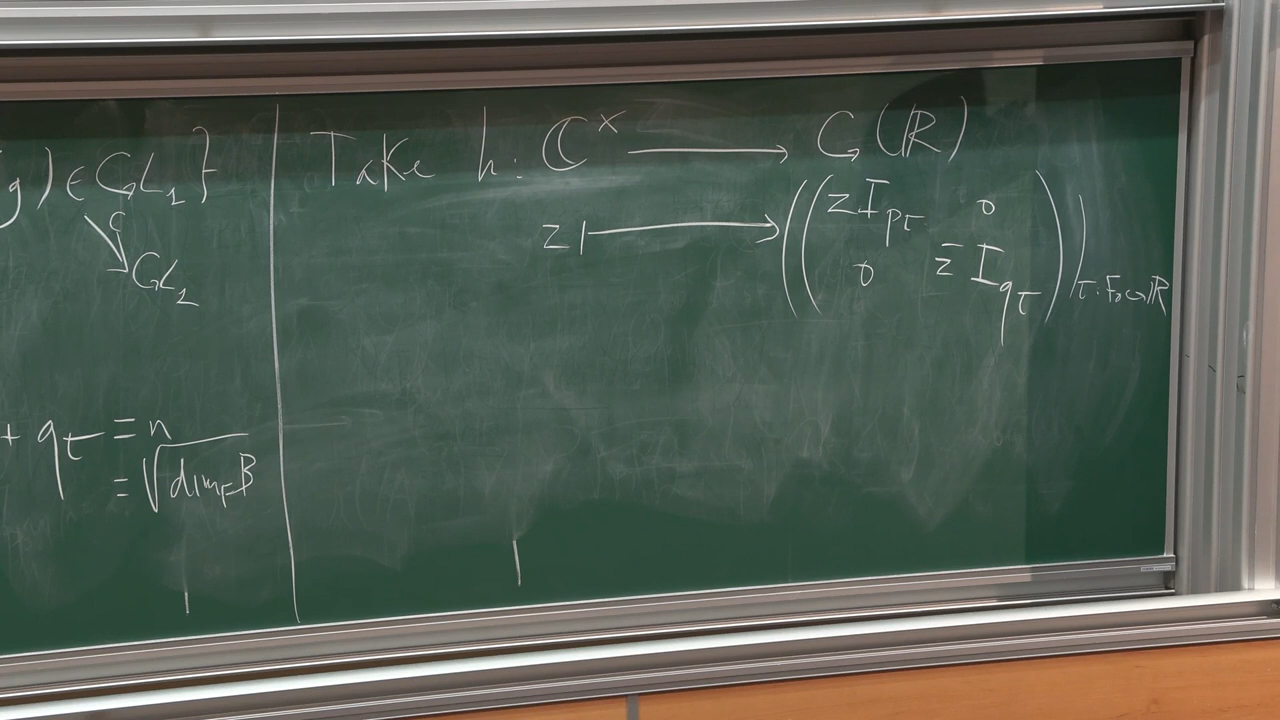 g) ∈ GL₁}
c
GL₂
+ q_τ = n
= √dim_F B
Take h: ℂ^× ⟶ G(ℝ)
z ⟼ ((zI_{p_τ} 0
0 z̄ I_{q_τ}))_{τ: F₀↪ℝ}